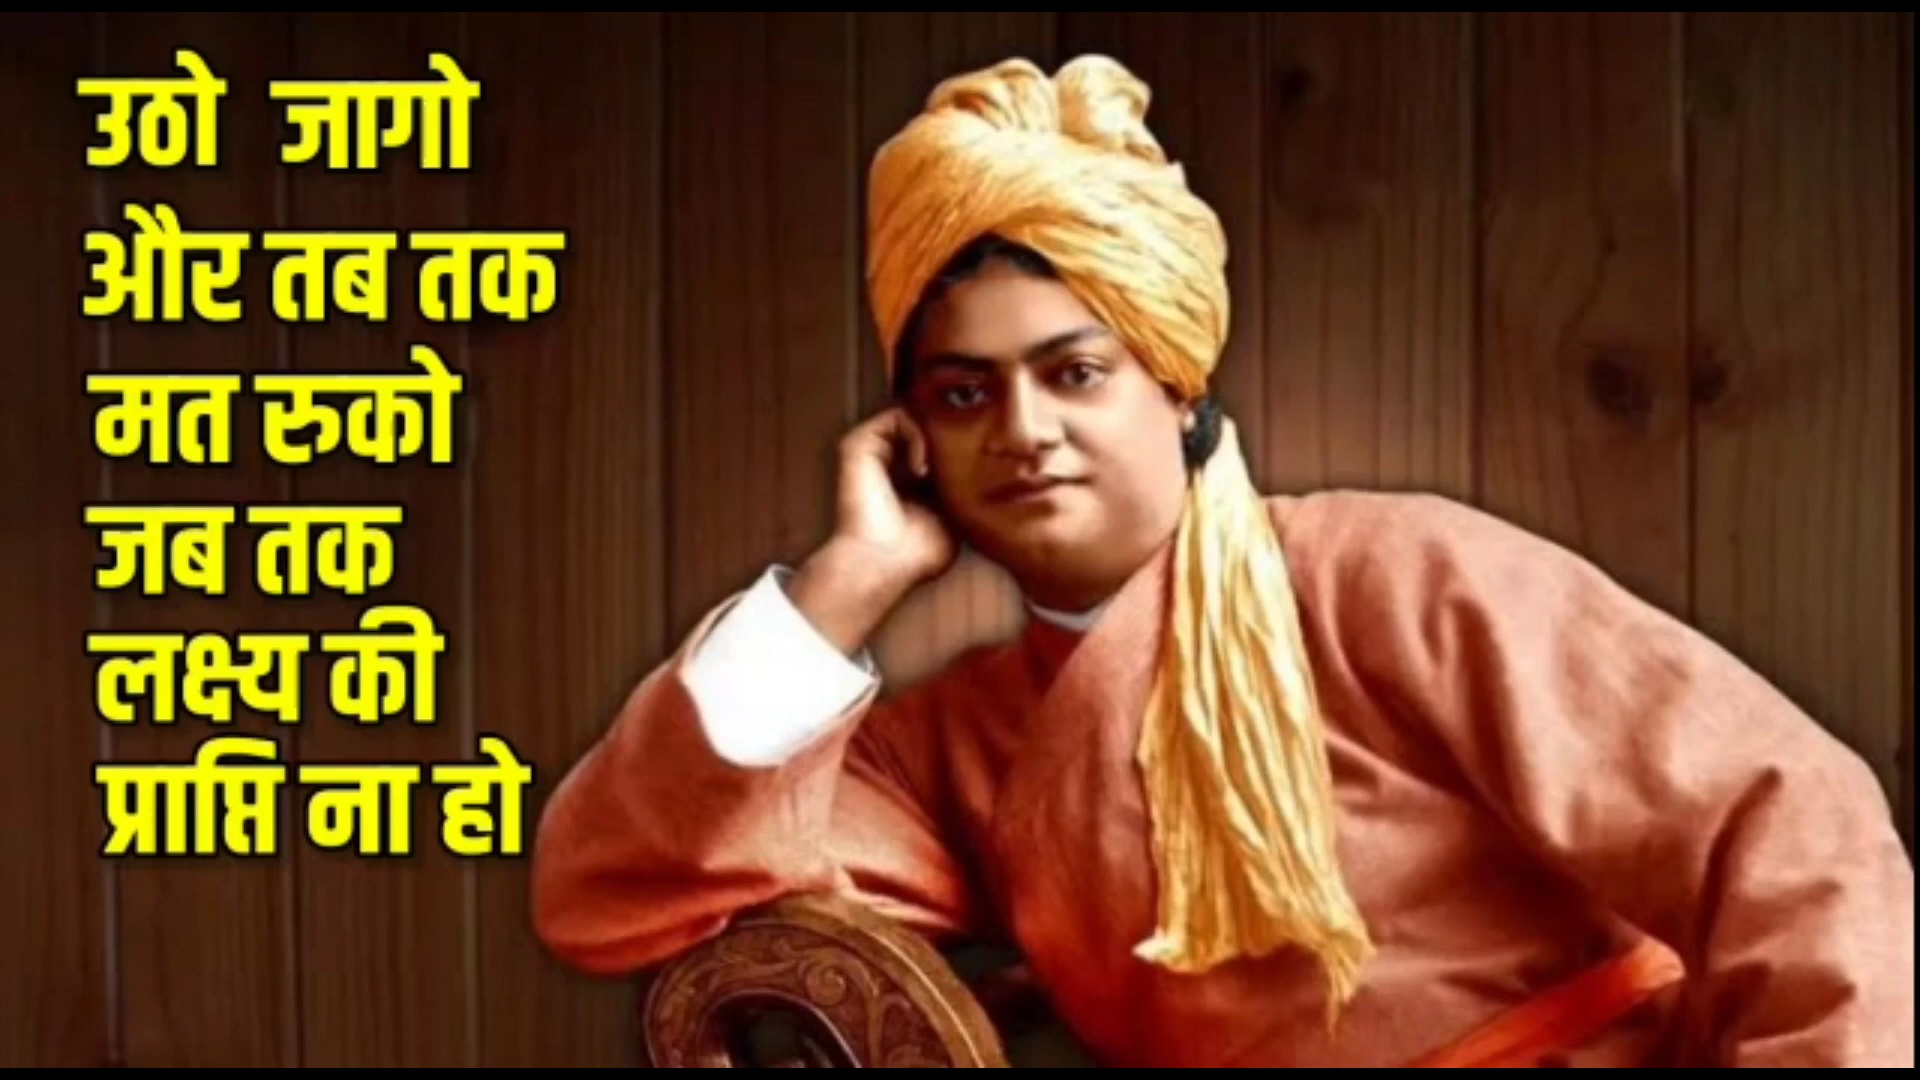 उठो जागो
और तब तक
मत रुको
जब तक
लक्ष्य की
प्राप्ति ना हो